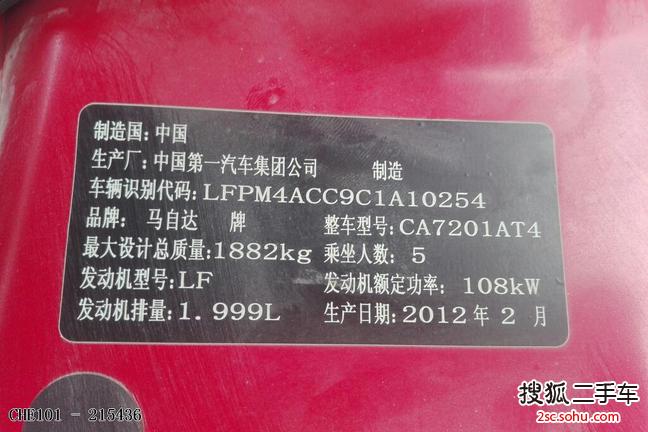 制造国: 中国
生产厂: 中国第一汽车集团公司 制造
车辆识别代码: LFPM4ACC9C1A10254
品牌: 马自达 牌 整车型号: CA7201AT4
最大设计总质量: 1882kg 乘坐人数: 5
发动机型号: LF 发动机额定功率: 108kW
发动机排量: 1.999L 生产日期: 2012 年 2 月
CHE101 - 215436
搜狐二手车
2sc.sohu.com